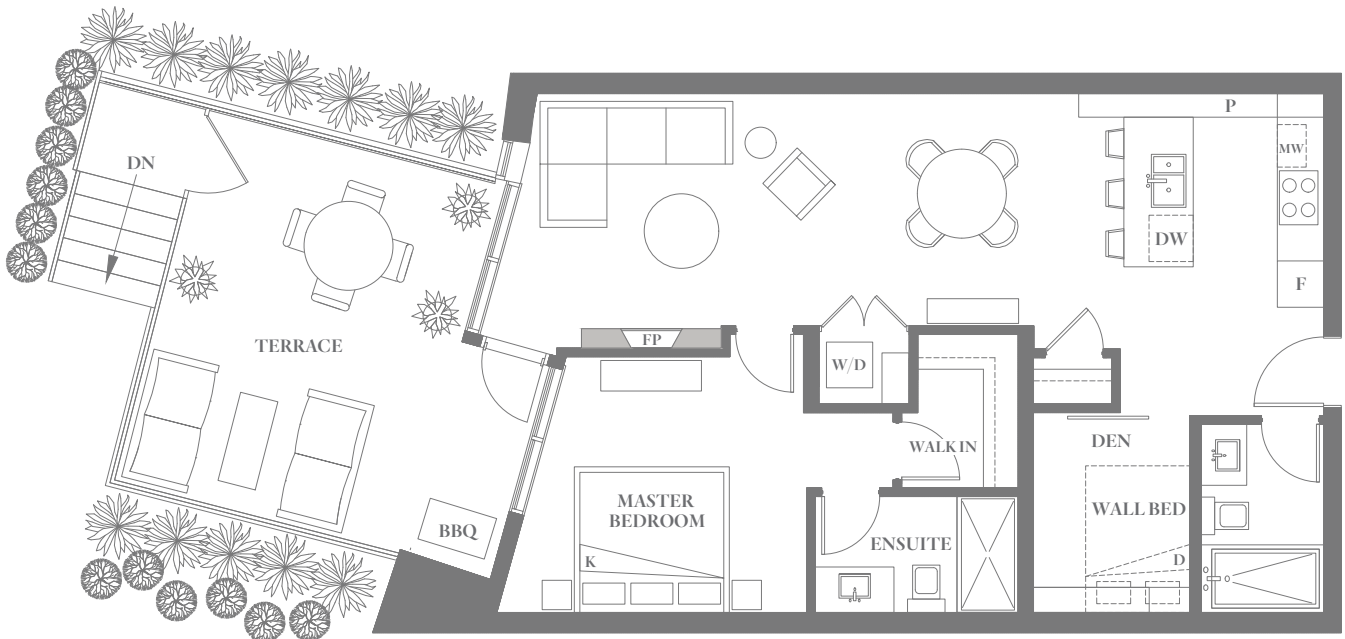 P
MW
DN
DW
F
TERRACE
FP
W/D
DEN
WALK IN
MASTER
BEDROOM
WALL BED
BBQ
ENSUITE
K
D